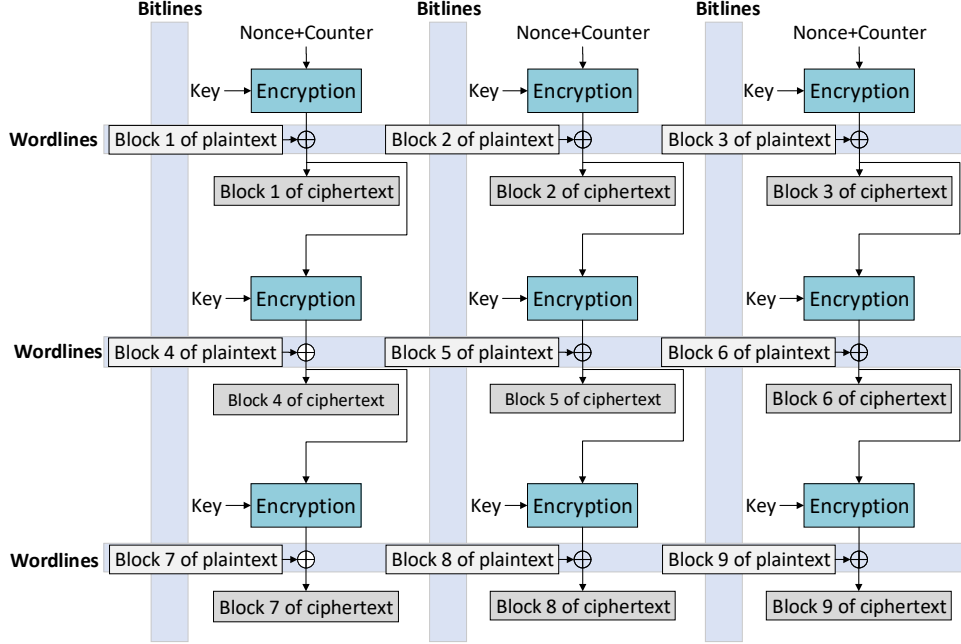 Bitlines Bitlines Bitlines
Nonce+Counter Nonce+Counter Nonce+Counter
Key Encryption Key Encryption Key Encryption
Wordlines Block 1 of plaintext Block 2 of plaintext Block 3 of plaintext
Block 1 of ciphertext Block 2 of ciphertext Block 3 of ciphertext
Key Encryption Key Encryption Key Encryption
Wordlines Block 4 of plaintext Block 5 of plaintext Block 6 of plaintext
Block 4 of ciphertext Block 5 of ciphertext Block 6 of ciphertext
Key Encryption Key Encryption Key Encryption
Wordlines Block 7 of plaintext Block 8 of plaintext Block 9 of plaintext
Block 7 of ciphertext Block 8 of ciphertext Block 9 of ciphertext